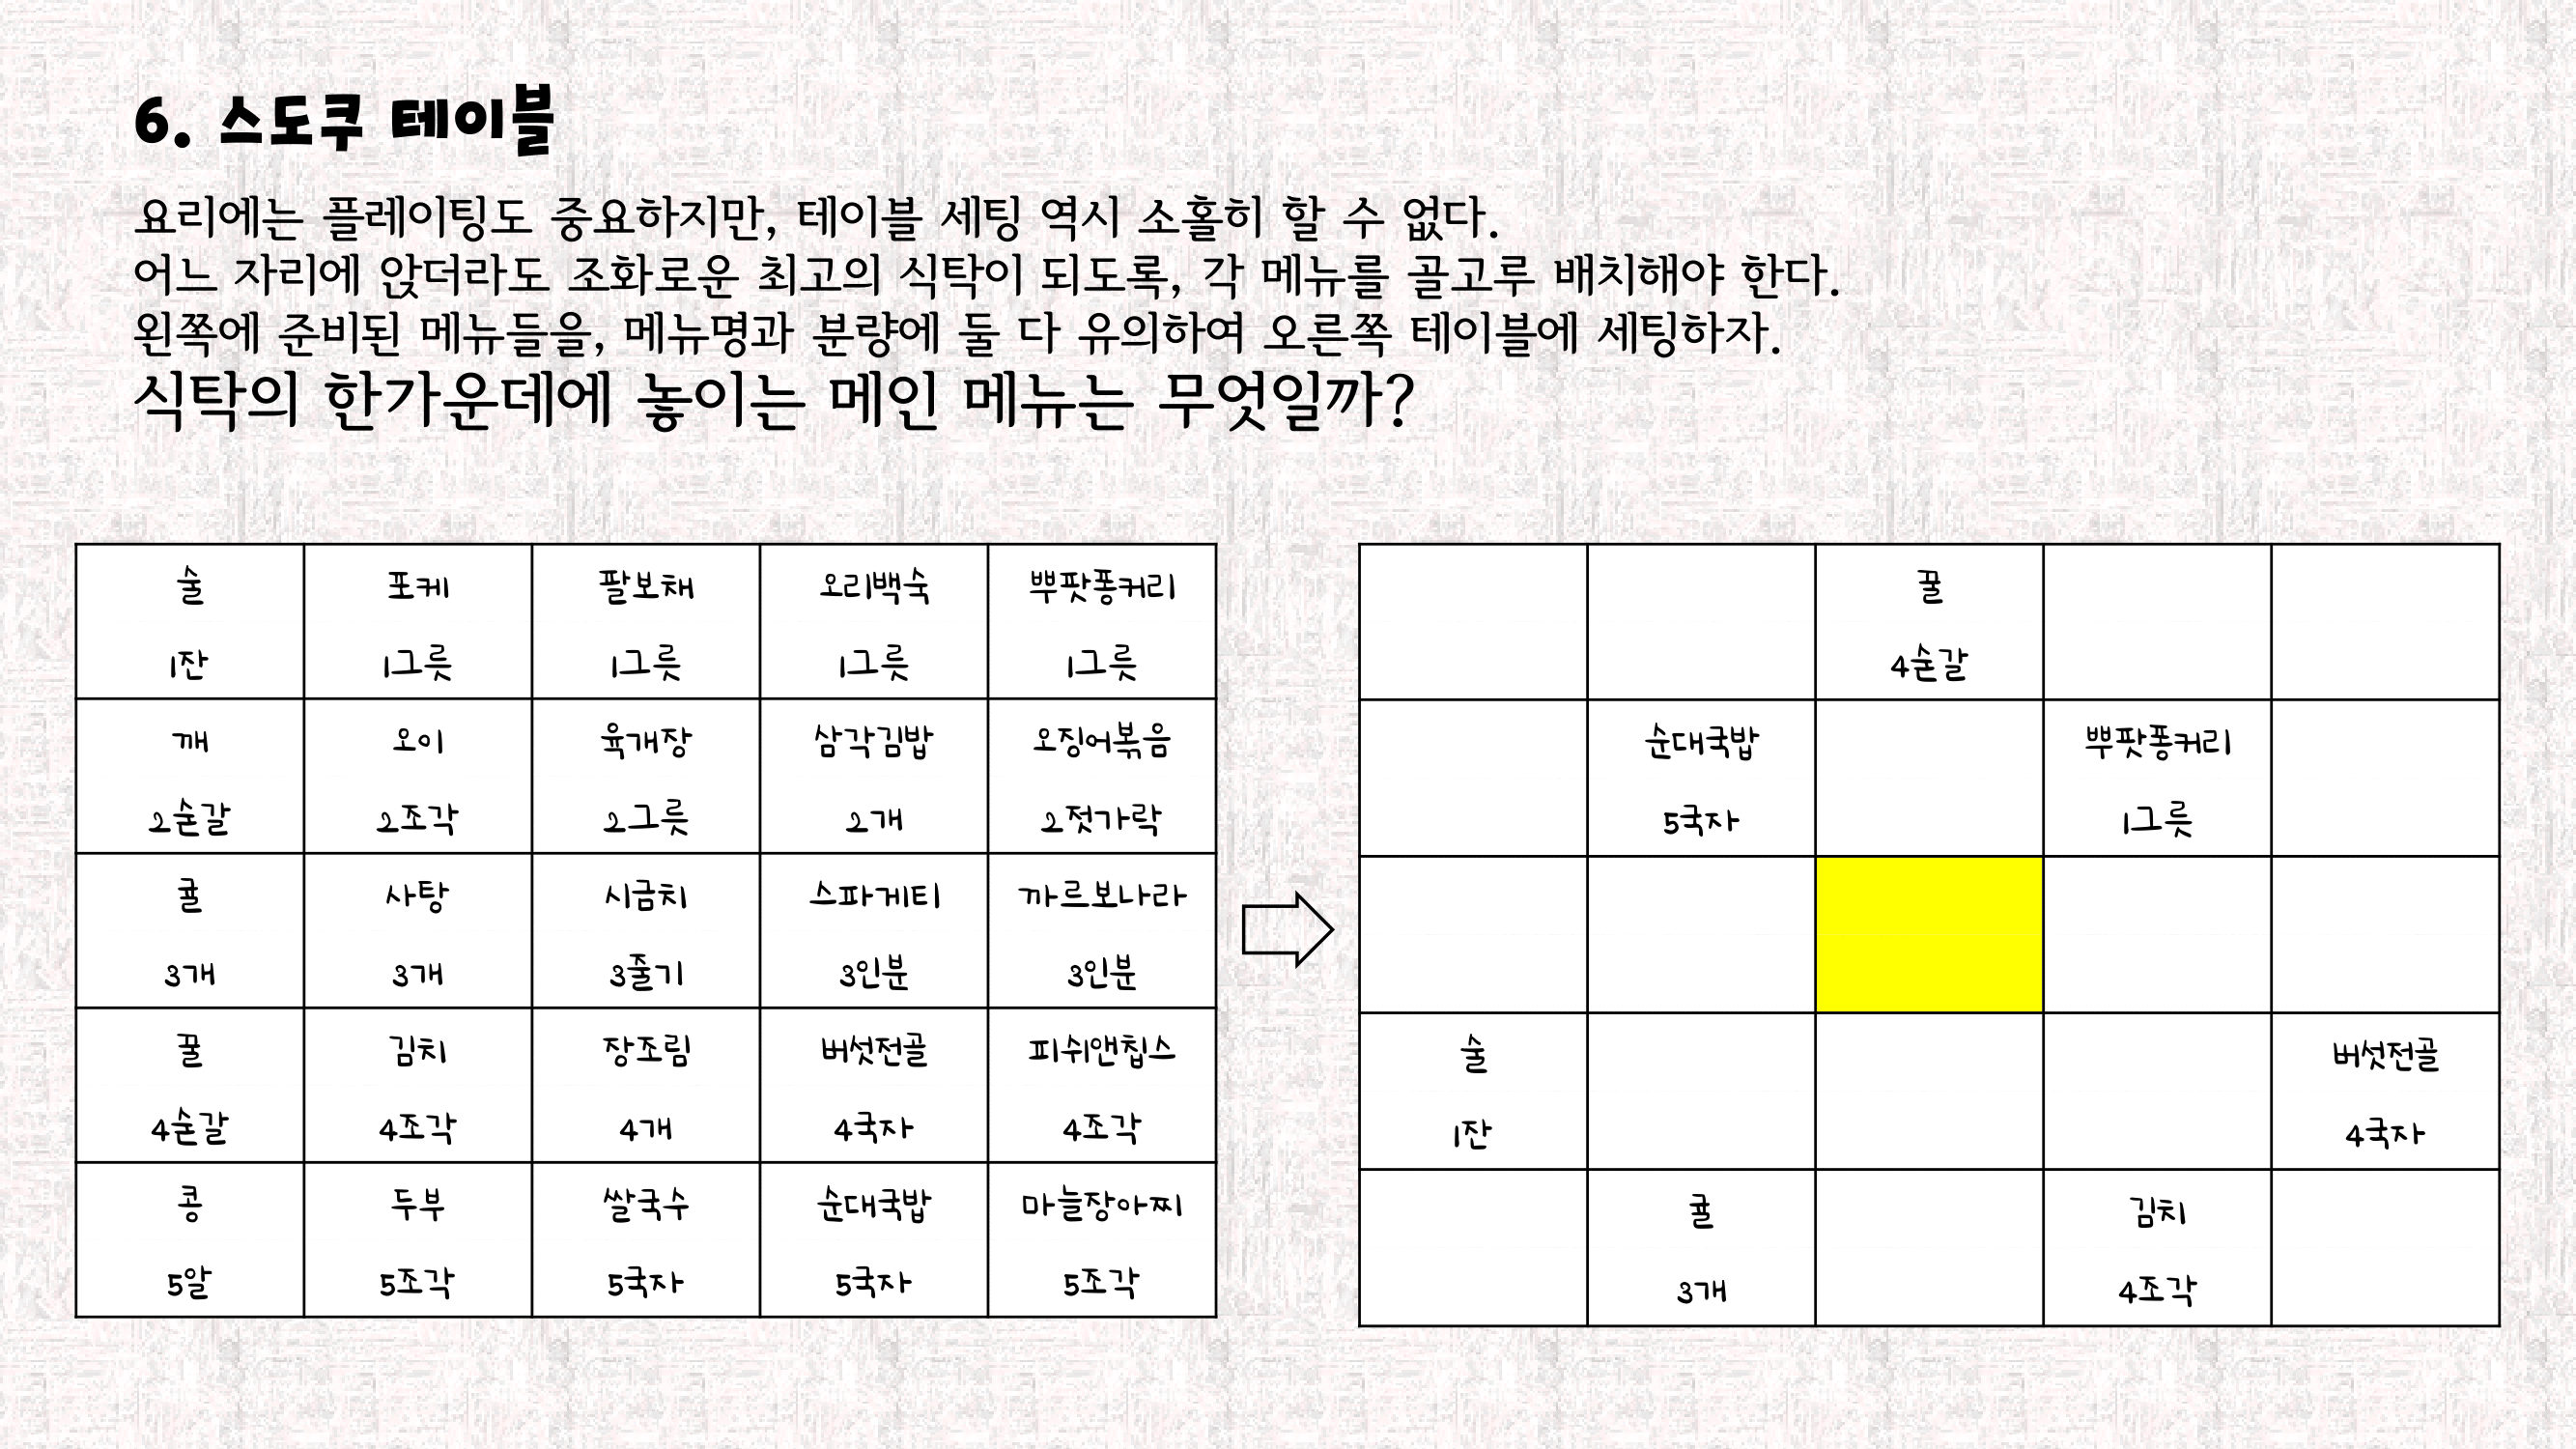 6. 스도쿠 테이블
요리에는 플레이팅도 중요하지만, 테이블 세팅 역시 소홀히 할 수 없다.
어느 자리에 앉더라도 조화로운 최고의 식탁이 되도록, 각 메뉴를 골고루 배치해야 한다.
왼쪽에 준비된 메뉴들을, 메뉴명과 분량에 둘 다 유의하여 오른쪽 테이블에 세팅하자.
식탁의 한가운데에 놓이는 메인 메뉴는 무엇일까?
술 포케 팔보채 오리백숙 뿌팟퐁커리
1잔 1그릇 1그릇 1그릇 1그릇
깨 오이 육개장 삼각김밥 오징어볶음
2숟갈 2조각 2그릇 2개 2젓가락
귤 사탕 시금치 스파게티 까르보나라
3개 3개 3줄기 3인분 3인분
꿀 김치 장조림 버섯전골 피쉬앤칩스
4숟갈 4조각 4개 4국자 4조각
콩 두부 쌀국수 순대국밥 마늘장아찌
5알 5조각 5국자 5국자 5조각
꿀
4숟갈
순대국밥 뿌팟퐁커리
5국자 1그릇
술 버섯전골
1잔 4국자
귤 김치
3개 4조각